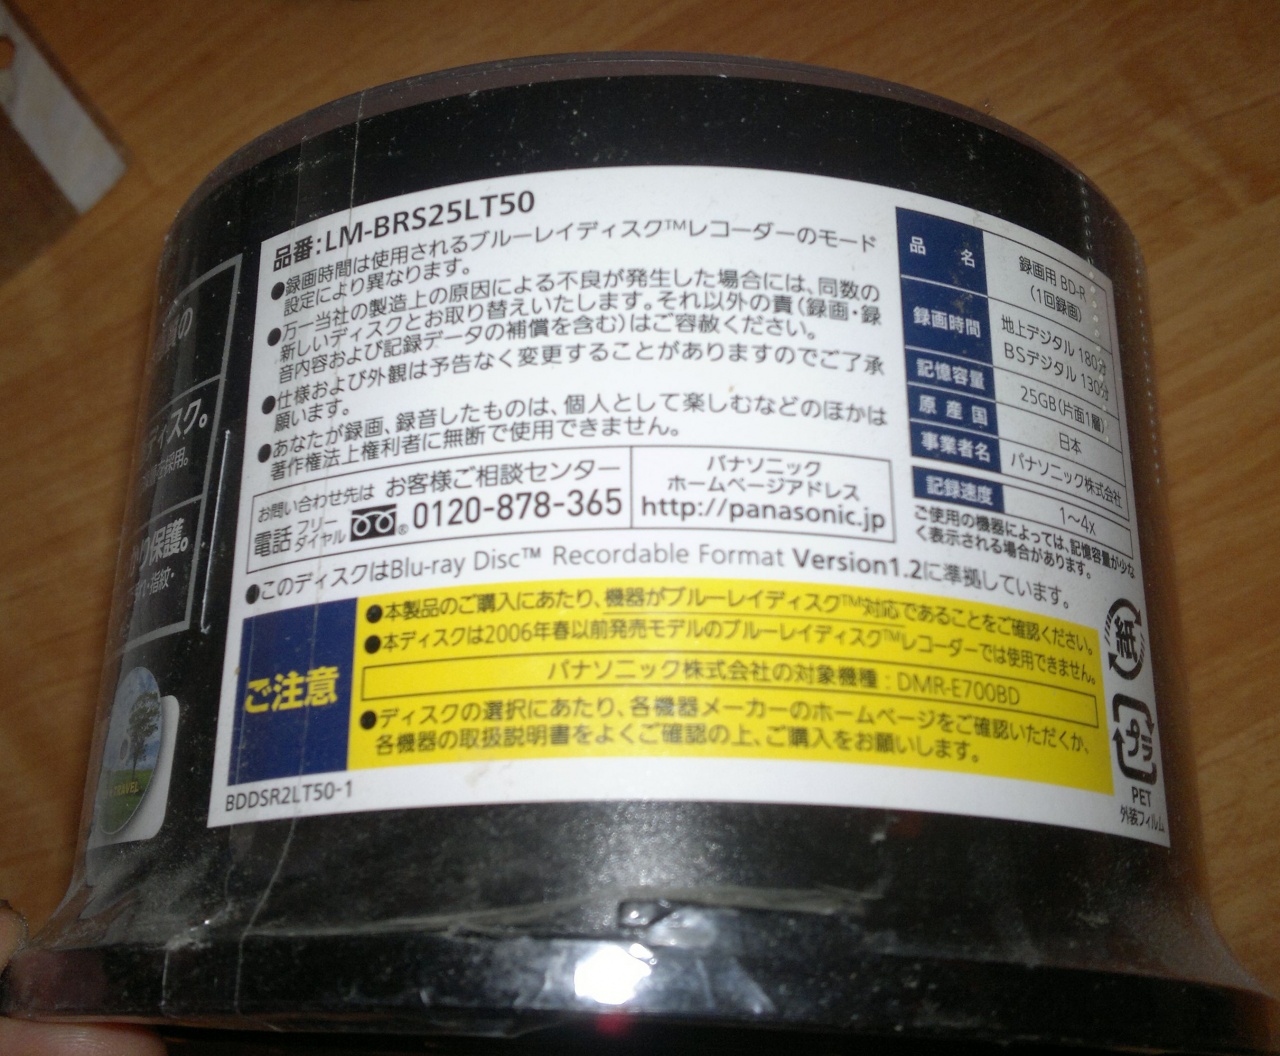 品番:LM-BRS25LT50
●録画時間は使用されるブルーレイディスク™レコーダーのモード
設定により異なります。
●万一当社の製造上の原因による不良が発生した場合には、同数の
新しいディスクとお取り替えいたします。それ以外の責(録画・録
音内容および記録データの補償を含む)はご容赦ください。
●仕様および外観は予告なく変更することがありますのでご了承
願います。
●あなたが録画、録音したものは、個人として楽しむなどのほかは
著作権法上権利者に無断で使用できません。
お問い合わせ先は お客様ご相談センター
電話 フリーダイヤル 0120-878-365
パナソニック
ホームページアドレス
http://panasonic.jp
品名 録画用 BD-R
(1回録画)
録画時間 地上デジタル 180分
BSデジタル 130分
記憶容量 25GB(片面1層)
原産国 日本
事業者名 パナソニック株式会社
記録速度 1〜4x
ご使用の機器によっては、記憶容量が少な
く表示される場合があります。
●このディスクはBlu-ray Disc™ Recordable Format Version1.2に準拠しています。
ご注意
●本製品のご購入にあたり、機器がブルーレイディスク™対応であることをご確認ください。
●本ディスクは2006年春以前発売モデルのブルーレイディスク™レコーダーでは使用できません。
パナソニック株式会社の対象機種:DMR-E700BD
●ディスクの選択にあたり、各機器メーカーのホームページをご確認いただくか、
各機器の取扱説明書をよくご確認の上、ご購入をお願いします。
BDDSR2LT50-1
紙
プラ
PET
外装フィルム
の
ディスク。
採用。
保護。
指紋・
TRAVEL